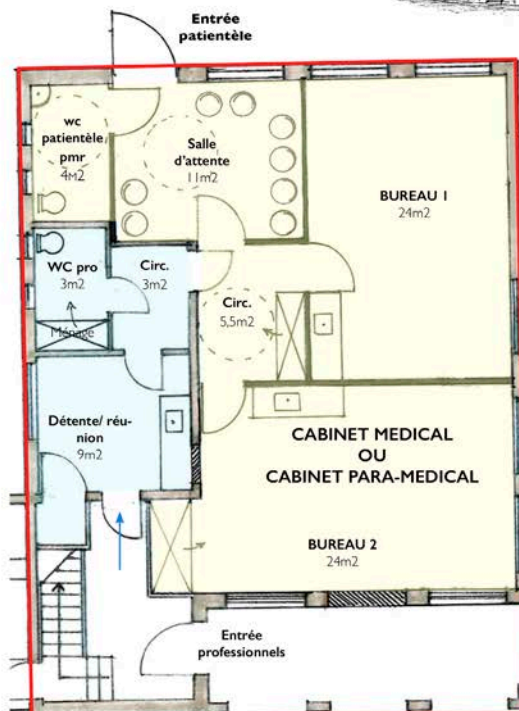 Entrée
patientèle
wc
patientèle
pmr
4M2
Salle
d'attente
11m2
BUREAU 1
24m2
WC pro
3m2
Ménage
Circ.
3m2
Circ.
5,5m2
Détente/ réu-
nion
9m2
CABINET MEDICAL
OU
CABINET PARA-MEDICAL
BUREAU 2
24m2
Entrée
professionnels